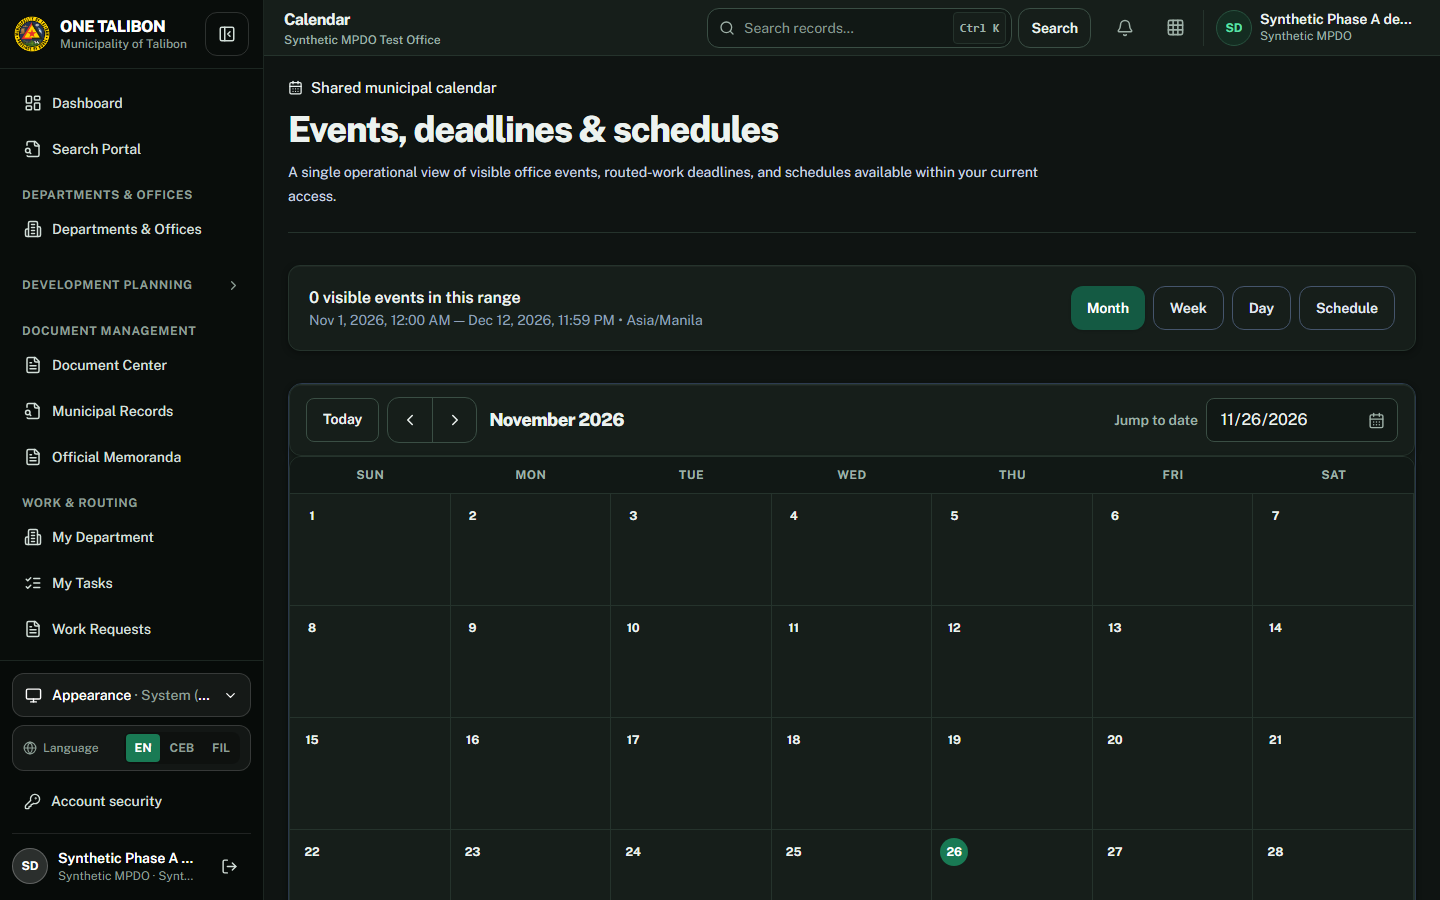 ONE TALIBON
Municipality of Talibon
Dashboard
Search Portal
DEPARTMENTS & OFFICES
Departments & Offices
DEVELOPMENT PLANNING
DOCUMENT MANAGEMENT
Document Center
Municipal Records
Official Memoranda
WORK & ROUTING
My Department
My Tasks
Work Requests
Appearance · System (...
Language EN CEB FIL
Account security
SD Synthetic Phase A ...
Synthetic MPDO · Synt...
Calendar
Synthetic MPDO Test Office
Search records... Ctrl K Search
SD Synthetic Phase A de...
Synthetic MPDO
Shared municipal calendar
Events, deadlines & schedules
A single operational view of visible office events, routed-work deadlines, and schedules available within your current
access.
0 visible events in this range
Nov 1, 2026, 12:00 AM — Dec 12, 2026, 11:59 PM • Asia/Manila
Month Week Day Schedule
Today November 2026 Jump to date 11/26/2026
SUN MON TUE WED THU FRI SAT
1 2 3 4 5 6 7
8 9 10 11 12 13 14
15 16 17 18 19 20 21
22 23 24 25 26 27 28